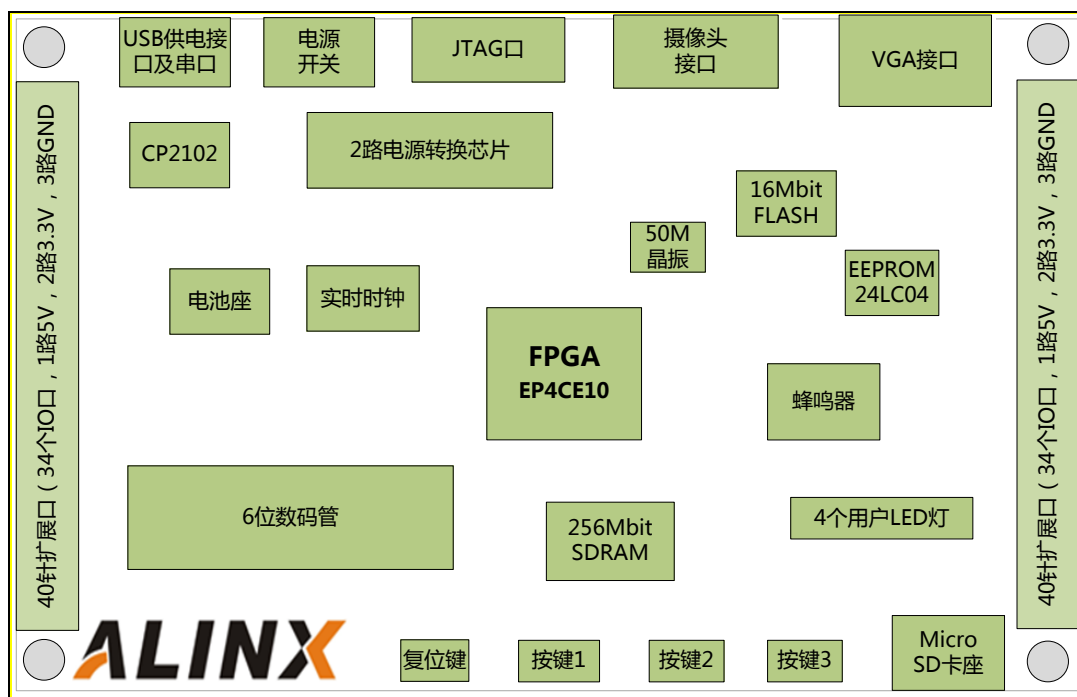 USB供电接
口及串口
电源
开关
JTAG口
摄像头
接口
VGA接口
40针扩展口（34个IO口，1路5V，2路3.3V，3路GND
CP2102
2路电源转换芯片
16Mbit
FLASH
50M
晶振
EEPROM
24LC04
电池座
实时时钟
FPGA
EP4CE10
蜂鸣器
6位数码管
256Mbit
SDRAM
4个用户LED灯
40针扩展口（34个IO口，1路5V，2路3.3V，3路GND
ALINX
复位键
按键1
按键2
按键3
Micro
SD卡座